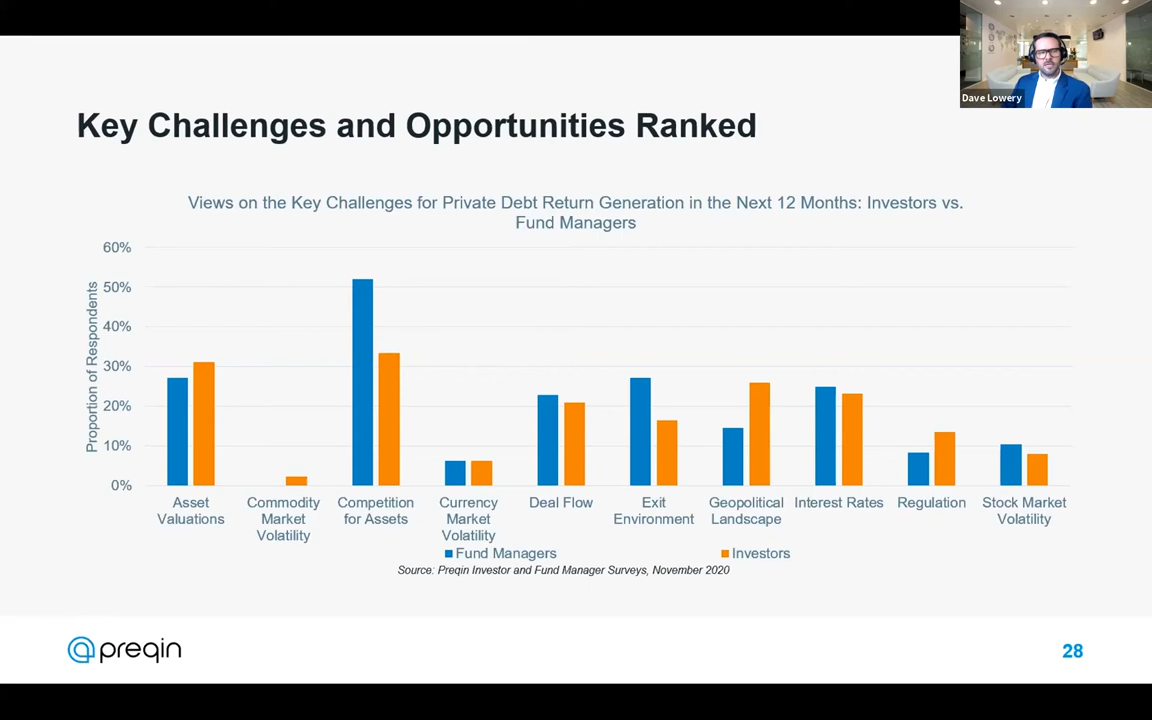 Dave Lowery
Key Challenges and Opportunities Ranked
Views on the Key Challenges for Private Debt Return Generation in the Next 12 Months: Investors vs.
Fund Managers
Proportion of Respondents
60%
50%
40%
30%
20%
10%
0%
Asset
Valuations
Commodity
Market
Volatility
Competition
for Assets
Currency
Market
Volatility
Deal Flow
Exit
Environment
Geopolitical
Landscape
Interest Rates
Regulation
Stock Market
Volatility
Fund Managers
Investors
Source: Preqin Investor and Fund Manager Surveys, November 2020
preqin
28